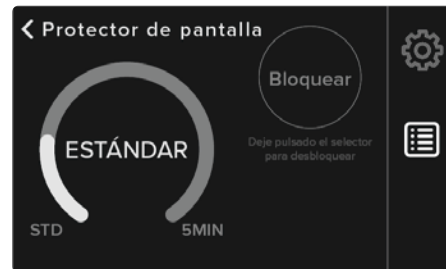 Protector de pantalla
Bloquear
ESTÁNDAR
Deje pulsado el selector
para desbloquear
STD
5MIN